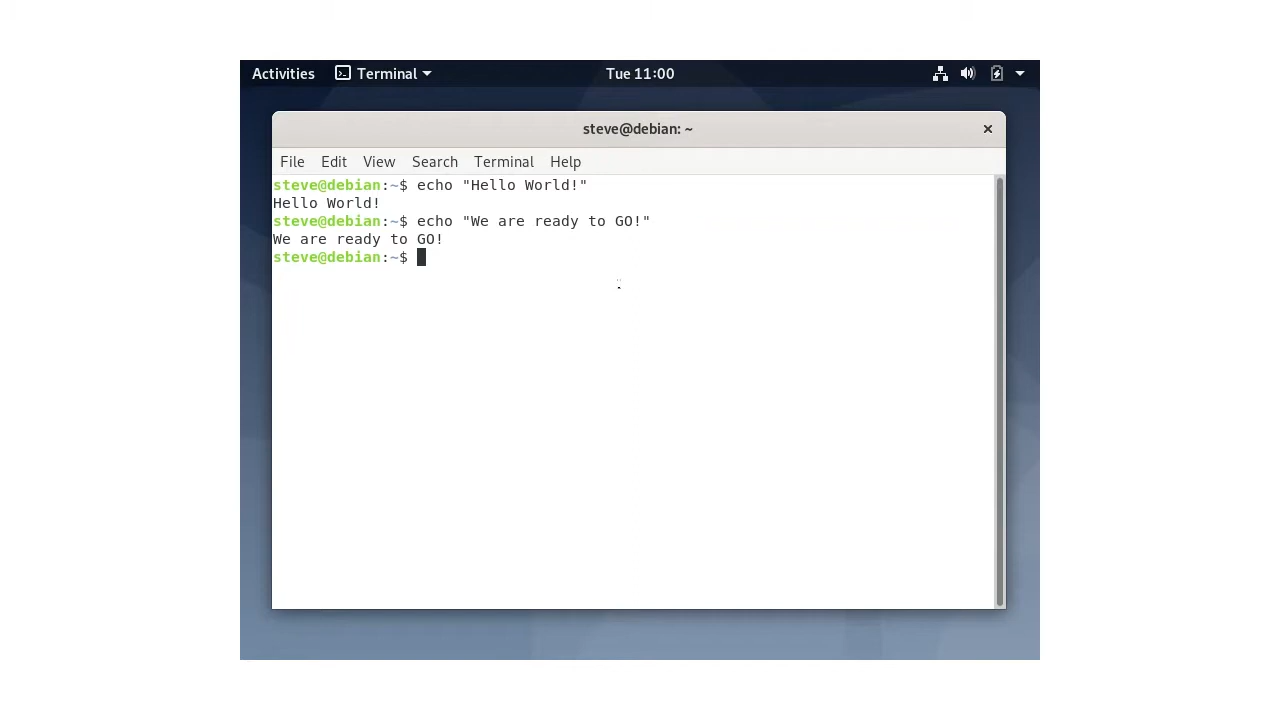 Activities Terminal Tue 11:00
steve@debian: ~ ×
File Edit View Search Terminal Help
steve@debian:~$ echo "Hello World!"
Hello World!
steve@debian:~$ echo "We are ready to GO!"
We are ready to GO!
steve@debian:~$